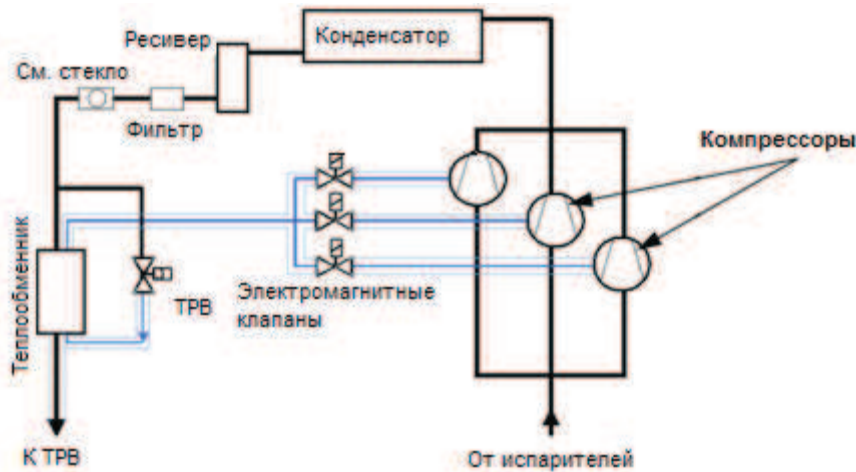 Ресивер
Конденсатор
См. стекло
Фильтр
Компрессоры
Теплообменник
ТРВ
Электромагнитные
клапаны
К ТРВ
От испарителей